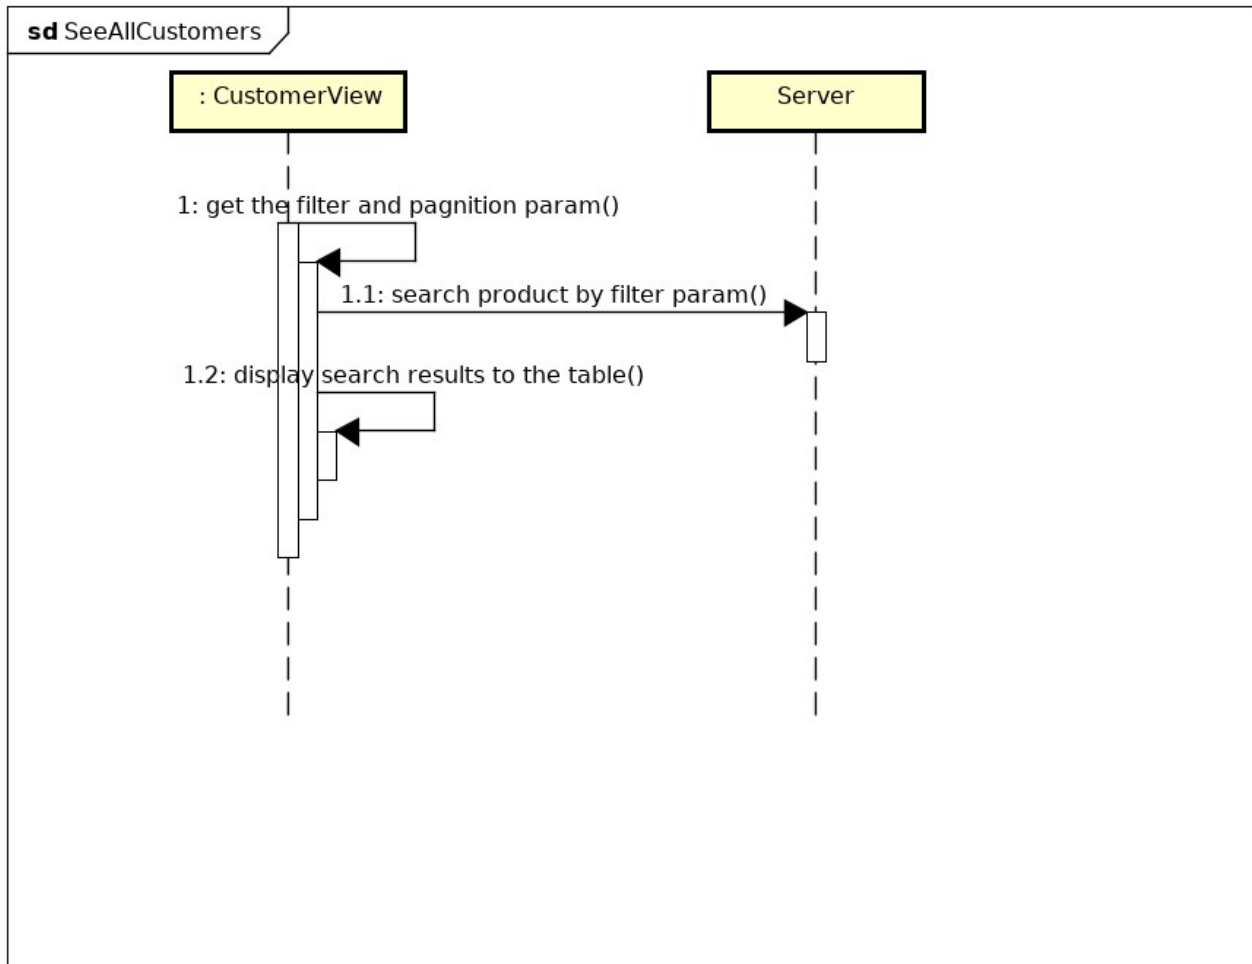 sd SeeAllCustomers
: CustomerView
Server
1: get the filter and pagnition param()
1.1: search product by filter param()
1.2: display search results to the table()